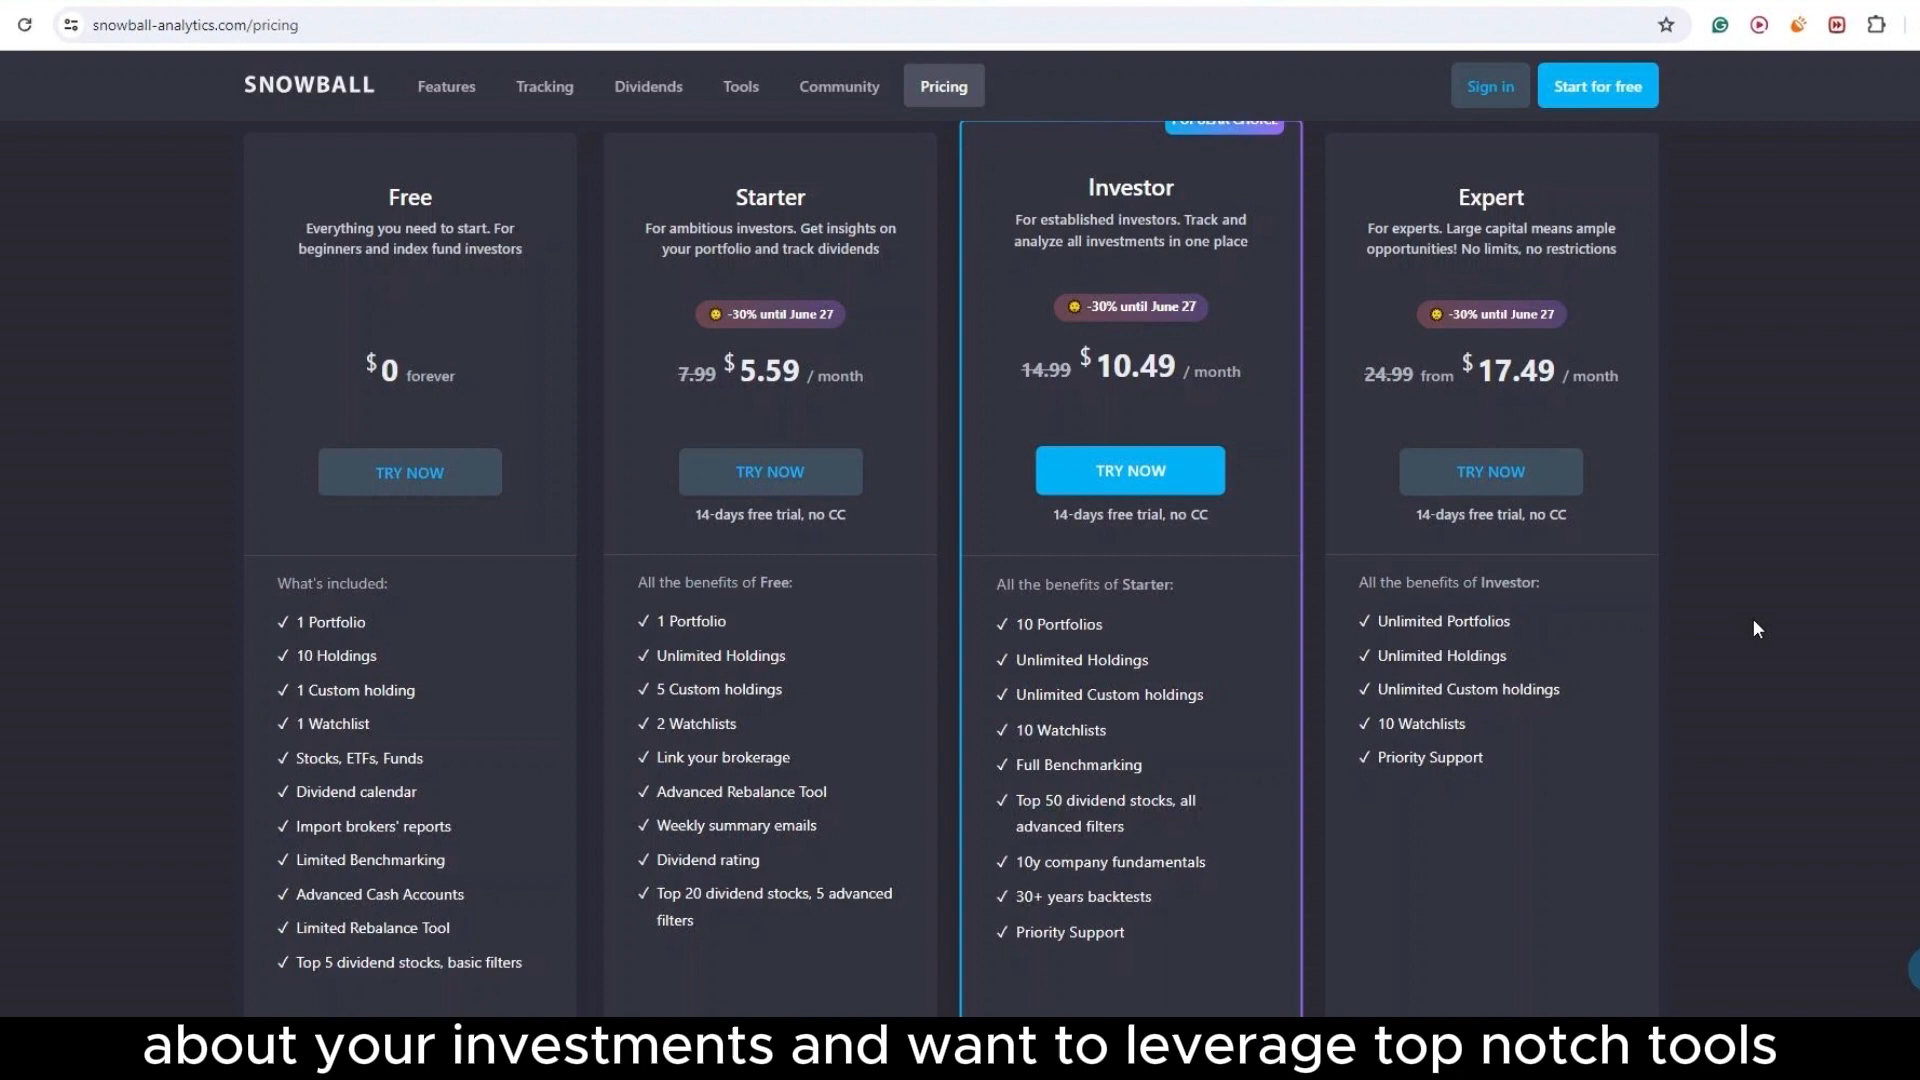 snowball-analytics.com/pricing
SNOWBALL
Features
Tracking
Dividends
Tools
Community
Pricing
Sign in
Start for free
POPULAR CHOICE
Free
Everything you need to start. For
beginners and index fund investors
$0 forever
TRY NOW
What's included:
✓ 1 Portfolio
✓ 10 Holdings
✓ 1 Custom holding
✓ 1 Watchlist
✓ Stocks, ETFs, Funds
✓ Dividend calendar
✓ Import brokers' reports
✓ Limited Benchmarking
✓ Advanced Cash Accounts
✓ Limited Rebalance Tool
✓ Top 5 dividend stocks, basic filters
Starter
For ambitious investors. Get insights on
your portfolio and track dividends
-30% until June 27
7.99 $5.59 / month
TRY NOW
14-days free trial, no CC
All the benefits of Free:
✓ 1 Portfolio
✓ Unlimited Holdings
✓ 5 Custom holdings
✓ 2 Watchlists
✓ Link your brokerage
✓ Advanced Rebalance Tool
✓ Weekly summary emails
✓ Dividend rating
✓ Top 20 dividend stocks, 5 advanced
filters
Investor
For established investors. Track and
analyze all investments in one place
-30% until June 27
14.99 $10.49 / month
TRY NOW
14-days free trial, no CC
All the benefits of Starter:
✓ 10 Portfolios
✓ Unlimited Holdings
✓ Unlimited Custom holdings
✓ 10 Watchlists
✓ Full Benchmarking
✓ Top 50 dividend stocks, all
advanced filters
✓ 10y company fundamentals
✓ 30+ years backtests
✓ Priority Support
Expert
For experts. Large capital means ample
opportunities! No limits, no restrictions
-30% until June 27
24.99 from $17.49 / month
TRY NOW
14-days free trial, no CC
All the benefits of Investor:
✓ Unlimited Portfolios
✓ Unlimited Holdings
✓ Unlimited Custom holdings
✓ 10 Watchlists
✓ Priority Support
about your investments and want to leverage top notch tools